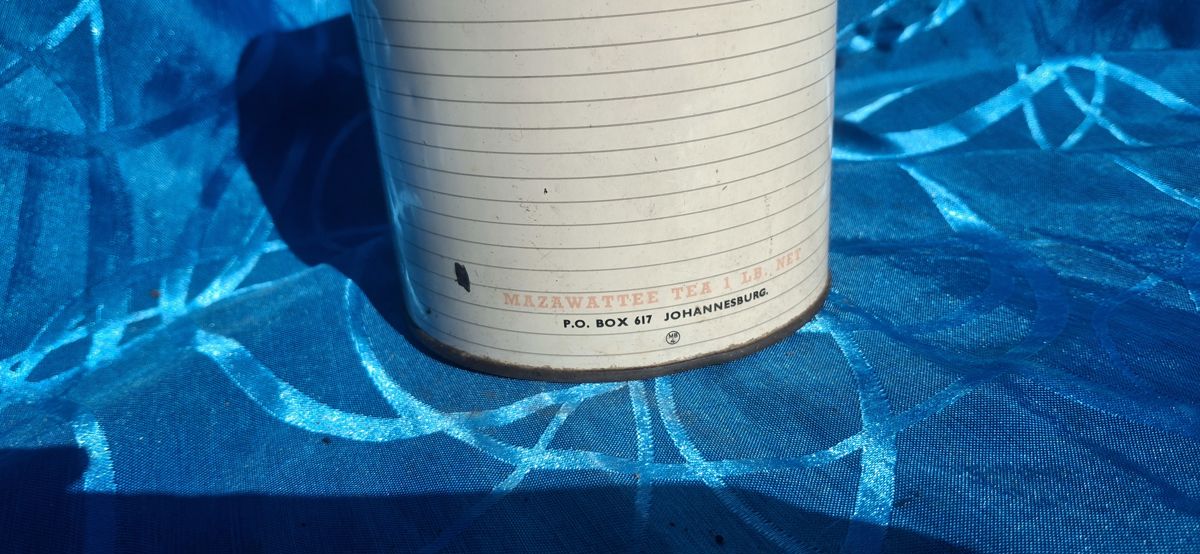 MAZAWATTEE TEA 1 LB. NET
P.O. BOX 617 JOHANNESBURG.